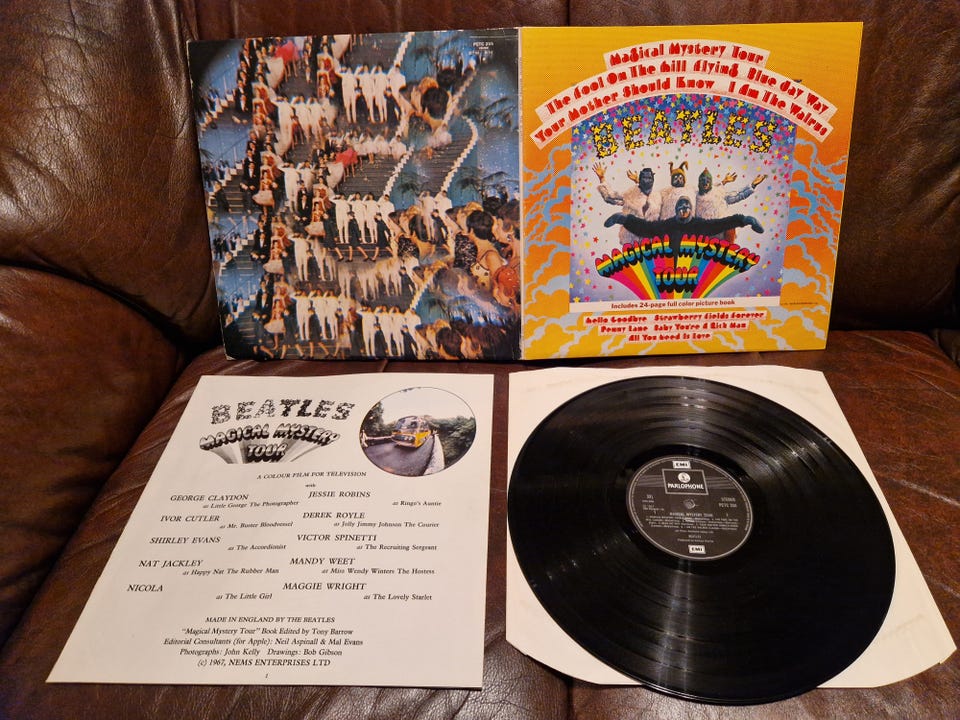 PCTC 255
Magical Mystery Tour
The Fool On The Hill Flying Blue Jay Way
Your Mother Should Know I Am The Walrus
BEATLES
MAGICAL MYSTERY
TOUR
Includes 24-page full color picture book
Hello Goodbye Strawberry Fields Forever
Penny Lane Baby You're A Rich Man
All You Need Is Love
BEATLES
MAGICAL MYSTERY
TOUR
A COLOUR FILM FOR TELEVISION
with
GEORGE CLAYDON
as Little George The Photographer
JESSIE ROBINS
as Ringo's Auntie
IVOR CUTLER
as Mr. Buster Bloodvessel
DEREK ROYLE
as Jolly Jimmy Johnson The Courier
SHIRLEY EVANS
as The Accordionist
VICTOR SPINETTI
as The Recruiting Sergeant
NAT JACKLEY
as Happy Nat The Rubber Man
MANDY WEET
as Miss Wendy Winters The Hostess
NICOLA
as The Little Girl
MAGGIE WRIGHT
as The Lovely Starlet
MADE IN ENGLAND BY THE BEATLES
"Magical Mystery Tour" Book Edited by Tony Barrow
Editorial Consultants (for Apple): Neil Aspinall & Mal Evans
Photographs: John Kelly Drawings: Bob Gibson
(c) 1967, NEMS ENTERPRISES LTD
1
EMI
PARLOPHONE
33⅓
STEREO
PCTC 255
MAGICAL MYSTERY TOUR
BEATLES
EMI